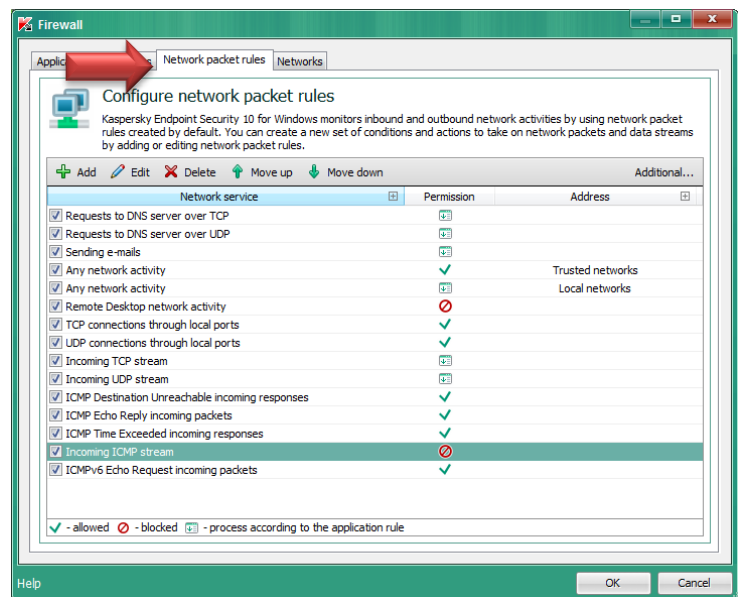 Firewall
Applic s Network packet rules Networks
Configure network packet rules
Kaspersky Endpoint Security 10 for Windows monitors inbound and outbound network activities by using network packet
rules created by default. You can create a new set of conditions and actions to take on network packets and data streams
by adding or editing network packet rules.
Add Edit Delete Move up Move down Additional...
Network service Permission Address
Requests to DNS server over TCP
Requests to DNS server over UDP
Sending e-mails
Any network activity Trusted networks
Any network activity Local networks
Remote Desktop network activity
TCP connections through local ports
UDP connections through local ports
Incoming TCP stream
Incoming UDP stream
ICMP Destination Unreachable incoming responses
ICMP Echo Reply incoming packets
ICMP Time Exceeded incoming responses
Incoming ICMP stream
ICMPv6 Echo Request incoming packets
- allowed - blocked - process according to the application rule
Help OK Cancel